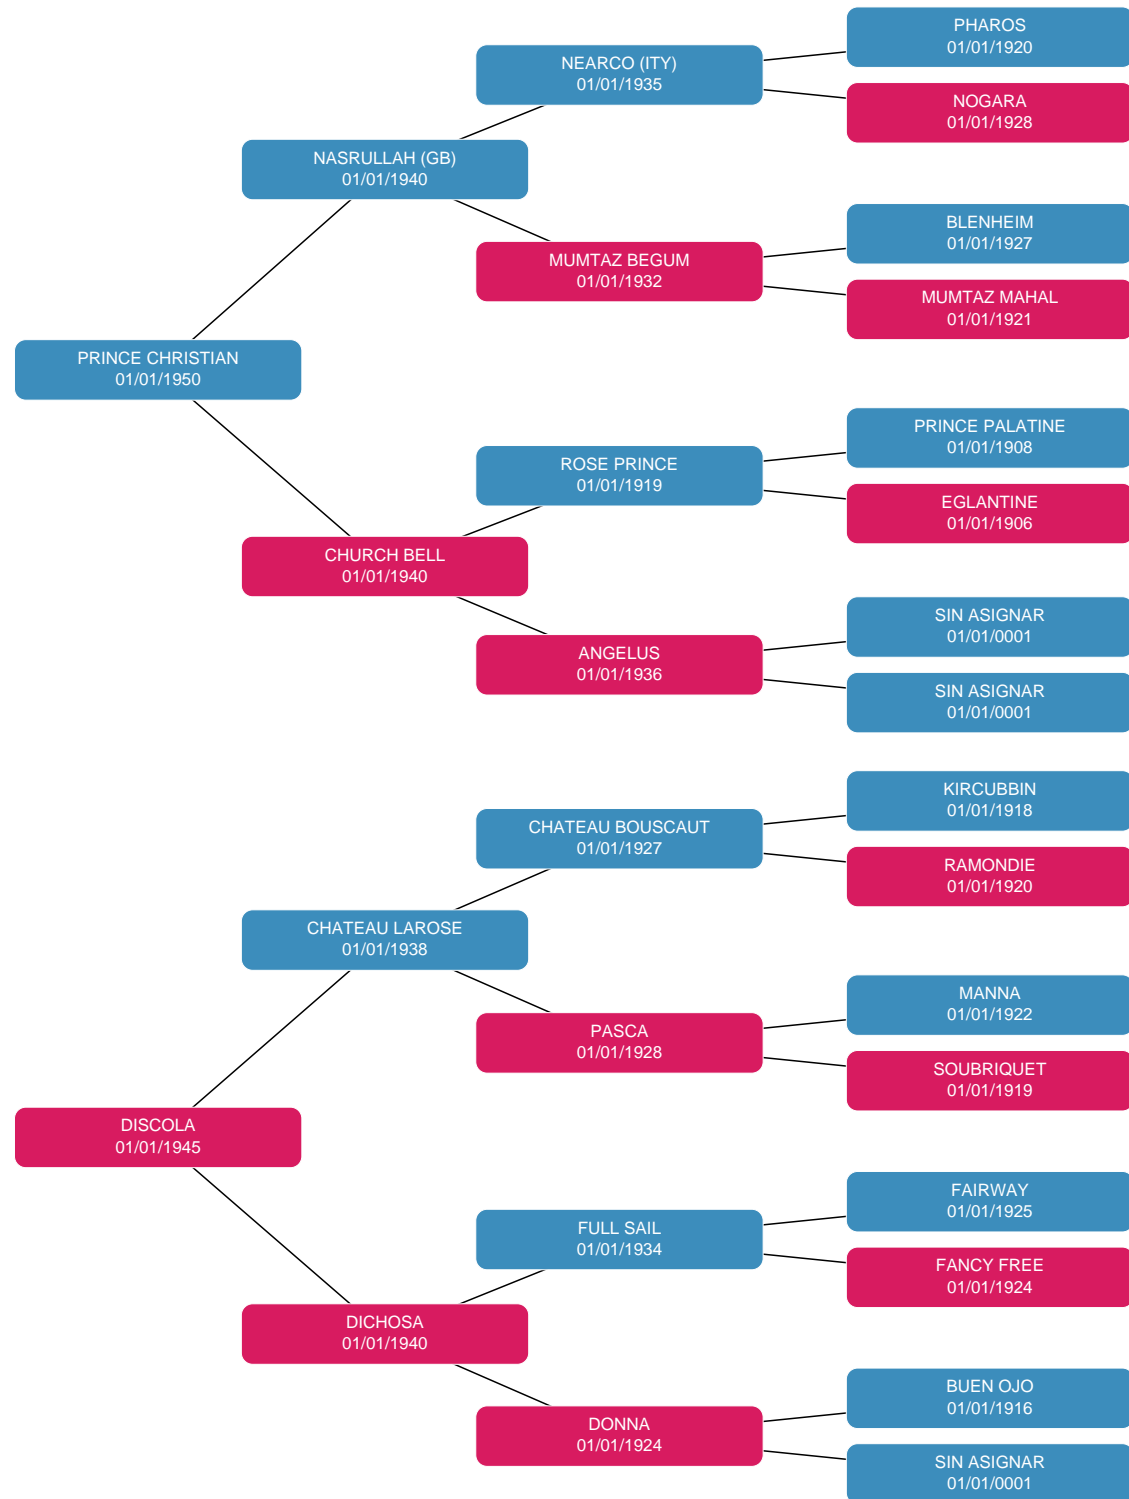 PHAROS
01/01/1920
NEARCO (ITY)
01/01/1935
NOGARA
01/01/1928
NASRULLAH (GB)
01/01/1940
BLENHEIM
01/01/1927
MUMTAZ BEGUM
01/01/1932
MUMTAZ MAHAL
01/01/1921
PRINCE CHRISTIAN
01/01/1950
PRINCE PALATINE
01/01/1908
ROSE PRINCE
01/01/1919
EGLANTINE
01/01/1906
CHURCH BELL
01/01/1940
SIN ASIGNAR
01/01/0001
ANGELUS
01/01/1936
SIN ASIGNAR
01/01/0001
KIRCUBBIN
01/01/1918
CHATEAU BOUSCAUT
01/01/1927
RAMONDIE
01/01/1920
CHATEAU LAROSE
01/01/1938
MANNA
01/01/1922
PASCA
01/01/1928
SOUBRIQUET
01/01/1919
DISCOLA
01/01/1945
FAIRWAY
01/01/1925
FULL SAIL
01/01/1934
FANCY FREE
01/01/1924
DICHOSA
01/01/1940
BUEN OJO
01/01/1916
DONNA
01/01/1924
SIN ASIGNAR
01/01/0001